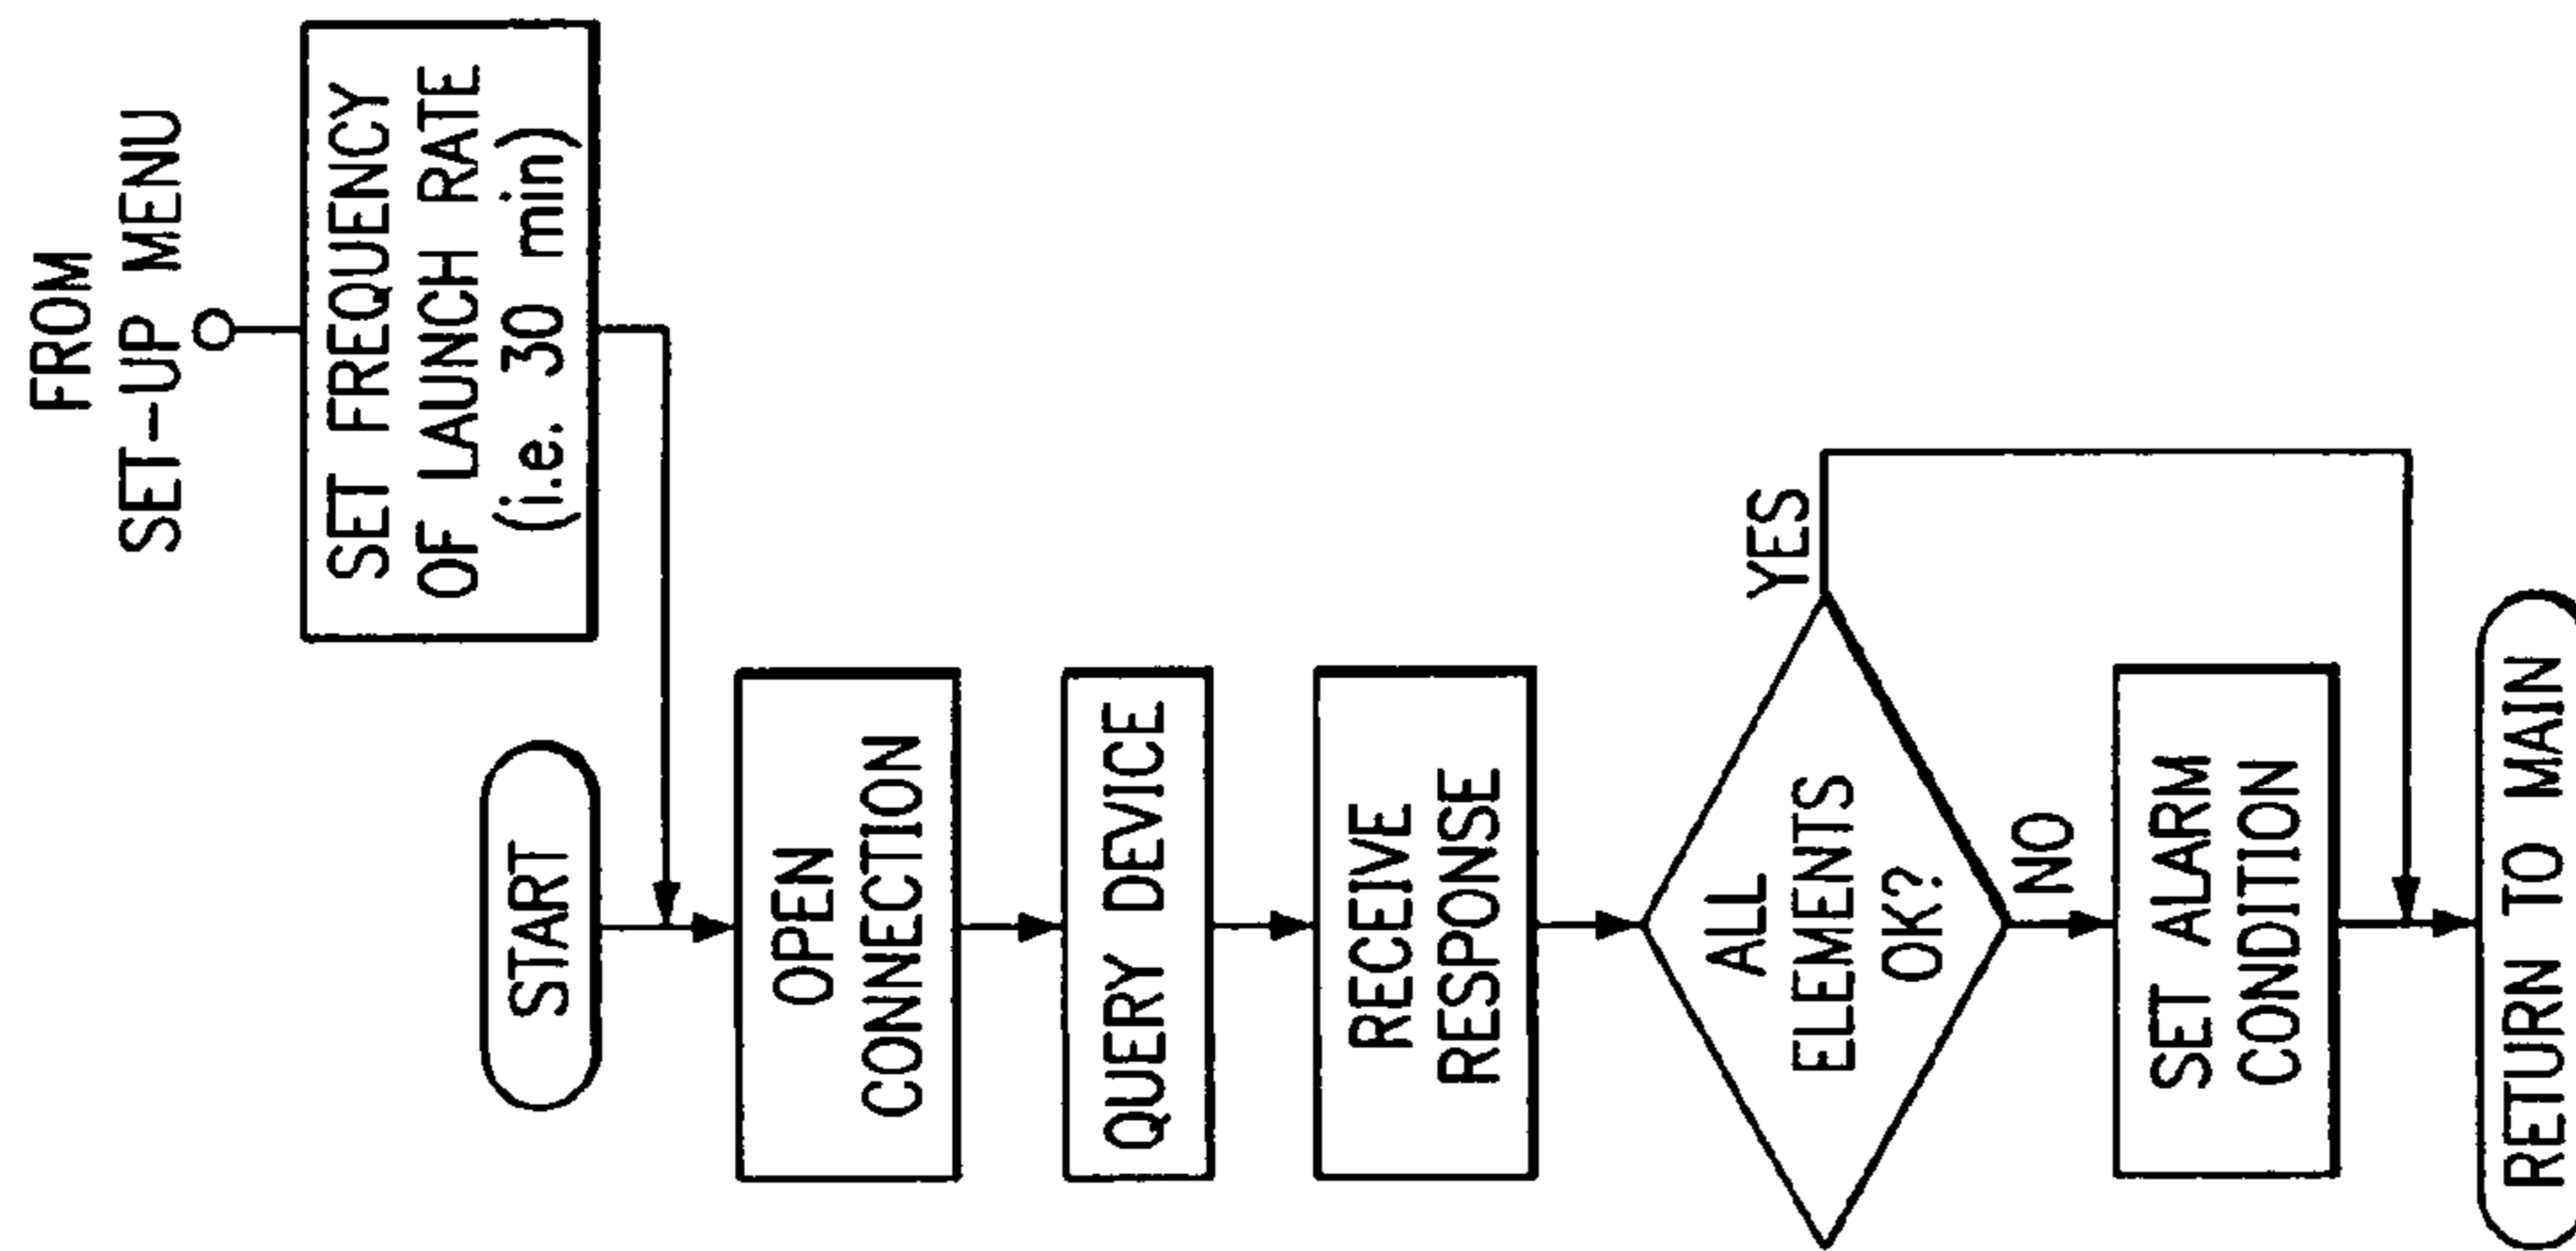 FROM
SET-UP MENU
SET FREQUENCY
OF LAUNCH RATE
(i.e. 30 min)
START
OPEN
CONNECTION
QUERY DEVICE
RECEIVE
RESPONSE
ALL
ELEMENTS
OK?
YES
NO
SET ALARM
CONDITION
RETURN TO MAIN